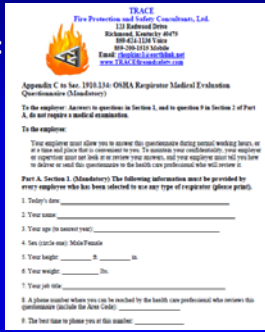 TRACE
Fire Protection and Safety Consultants, Ltd.
123 Redwood Drive
Richmond, Kentucky 40475
859-624-1136 Voice
859-200-1515 Mobile
Email:
www.TRACEfireandsafety.com
Appendix C to Sec. 1910.134: OSHA Respirator Medical Evaluation
Questionnaire (Mandatory)
To the employer: Answers to questions in Section 1, and to question 9 in Section 2 of Part
A, do not require a medical examination.
To the employee:
Your employer must allow you to answer this questionnaire during normal working hours, or
at a time and place that is convenient to you. To maintain your confidentiality, your employer
or supervisor must not look at or review your answers, and your employer must tell you how
to deliver or send this questionnaire to the health care professional who will review it.
Part A. Section 1. (Mandatory) The following information must be provided by
every employee who has been selected to use any type of respirator (please print).
1. Today's date:
2. Your name:
3. Your age (to nearest year):
4. Sex (circle one): Male/Female
5. Your height: ft. in.
6. Your weight: lbs.
7. Your job title:
8. A phone number where you can be reached by the health care professional who reviews this
questionnaire (include the Area Code):
9. The best time to phone you at this number: